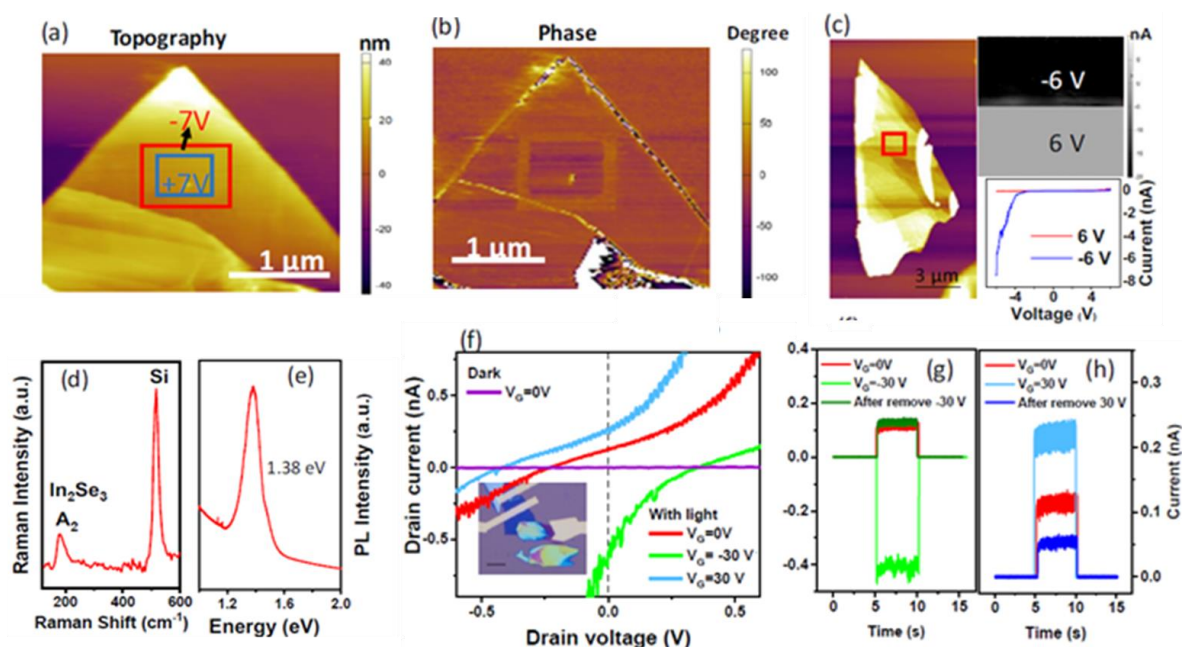 (a)
Topography
nm
40
20
0
-20
-40
-7V
+7V
1 µm
(b)
Phase
Degree
100
50
0
-50
-100
1 µm
(c)
nA
-6 V
6 V
3 µm
0
-2
-4
-6
-8
Cuurrent (nA)
6 V
-6 V
-4
0
4
Voltage (V)
(d)
Si
In2Se3
A2
Raman Intensity (a.u.)
200
400
600
Raman Shift (cm-1)
(e)
1.38 eV
PL Intensity (a.u.)
1.2
1.6
2.0
Energy (eV)
(f)
Dark
VG=0V
Drain current (nA)
0.5
0.0
-0.5
With light
VG=0V
VG= -30 V
VG=30 V
-0.5
0.0
0.5
Drain voltage (V)
(g)
VG=0V
VG=-30 V
After remove -30 V
0.4
0.2
0.0
-0.2
-0.4
0
5
10
15
Time (s)
(h)
VG=0V
VG=30 V
After remove 30 V
0.3
0.2
0.1
0.0
Current (nA)
0
5
10
15
Time (s)